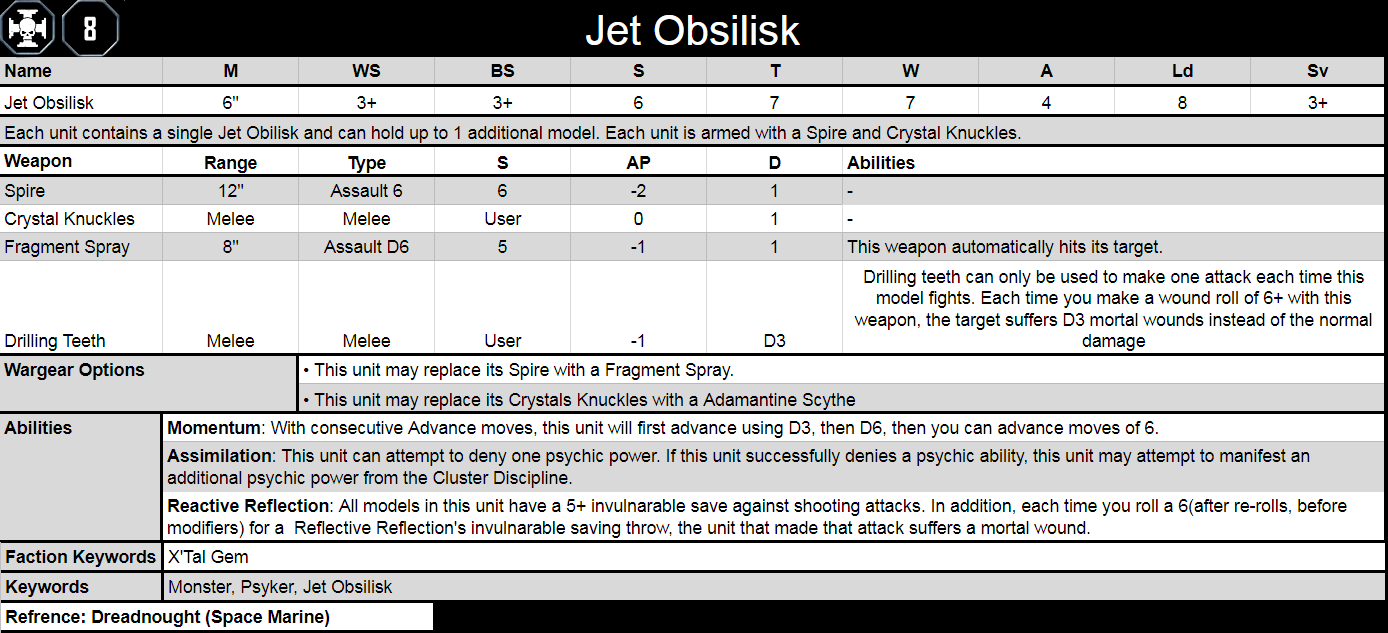 8
Jet Obsilisk
Name M WS BS S T W A Ld Sv
Jet Obsilisk 6" 3+ 3+ 6 7 7 4 8 3+
Each unit contains a single Jet Obilisk and can hold up to 1 additional model. Each unit is armed with a Spire and Crystal Knuckles.
Weapon Range Type S AP D Abilities
Spire 12" Assault 6 6 -2 1 -
Crystal Knuckles Melee Melee User 0 1 -
Fragment Spray 8" Assault D6 5 -1 1 This weapon automatically hits its target.
Drilling teeth can only be used to make one attack each time this
model fights. Each time you make a wound roll of 6+ with this
weapon, the target suffers D3 mortal wounds instead of the normal
Drilling Teeth Melee Melee User -1 D3 damage
Wargear Options • This unit may replace its Spire with a Fragment Spray.
• This unit may replace its Crystals Knuckles with a Adamantine Scythe
Abilities Momentum: With consecutive Advance moves, this unit will first advance using D3, then D6, then you can advance moves of 6.
Assimilation: This unit can attempt to deny one psychic power. If this unit successfully denies a psychic ability, this unit may attempt to manifest an
additional psychic power from the Cluster Discipline.
Reactive Reflection: All models in this unit have a 5+ invulnarable save against shooting attacks. In addition, each time you roll a 6(after re-rolls, before
modifiers) for a Reflective Reflection's invulnarable saving throw, the unit that made that attack suffers a mortal wound.
Faction Keywords X'Tal Gem
Keywords Monster, Psyker, Jet Obsilisk
Refrence: Dreadnought (Space Marine)